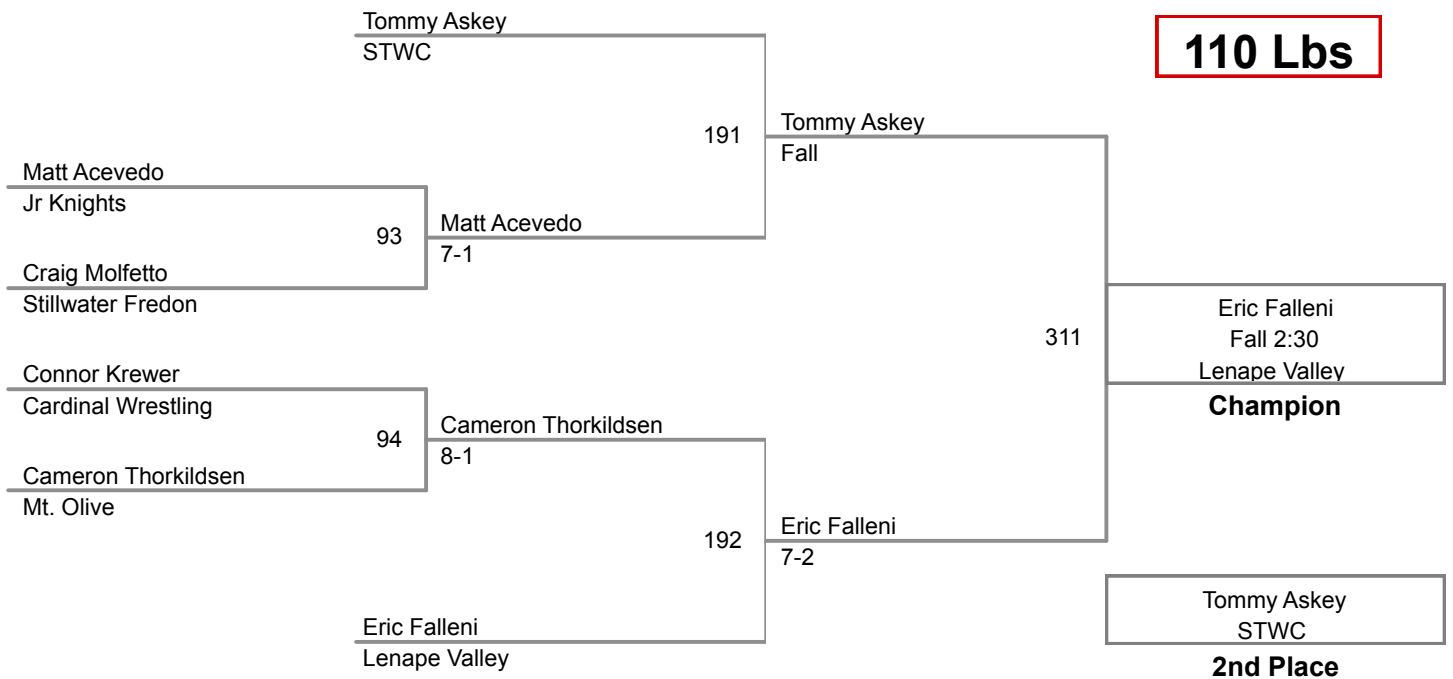 Tommy Askey
STWC
110 Lbs
191
Tommy Askey
Fall
Matt Acevedo
Jr Knights
93
Matt Acevedo
7-1
Craig Molfetto
Stillwater Fredon
311
Eric Falleni
Fall 2:30
Lenape Valley
Champion
Connor Krewer
Cardinal Wrestling
94
Cameron Thorkildsen
8-1
Cameron Thorkildsen
Mt. Olive
192
Eric Falleni
7-2
Eric Falleni
Lenape Valley
Tommy Askey
STWC
2nd Place